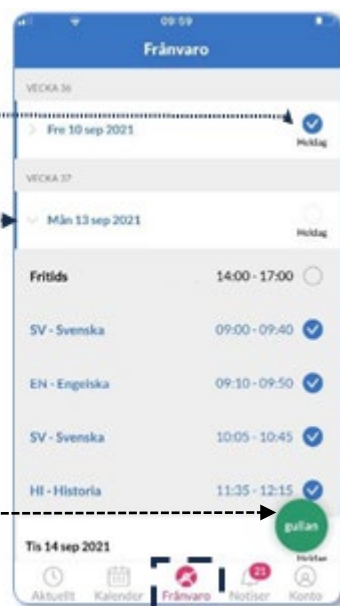 09:59
Frånvaro
VECKA 36
Fre 10 sep 2021
Heldag
VECKA 37
Mån 13 sep 2021
Heldag
Fritids 14:00 - 17:00
SV - Svenska 09:00 - 09:40
EN - Engelska 09:10 - 09:50
SV - Svenska 10:05 - 10:45
HI - Historia 11:35 - 12:15
gullan
Tis 14 sep 2021
Heldag
21
Aktuellt Kalender Frånvaro Notiser Konto